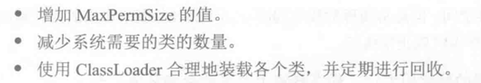 ● 增加 MaxPermSize 的值。
● 减少系统需要的类的数量。
● 使用 ClassLoader 合理地装载各个类，并定期进行回收。